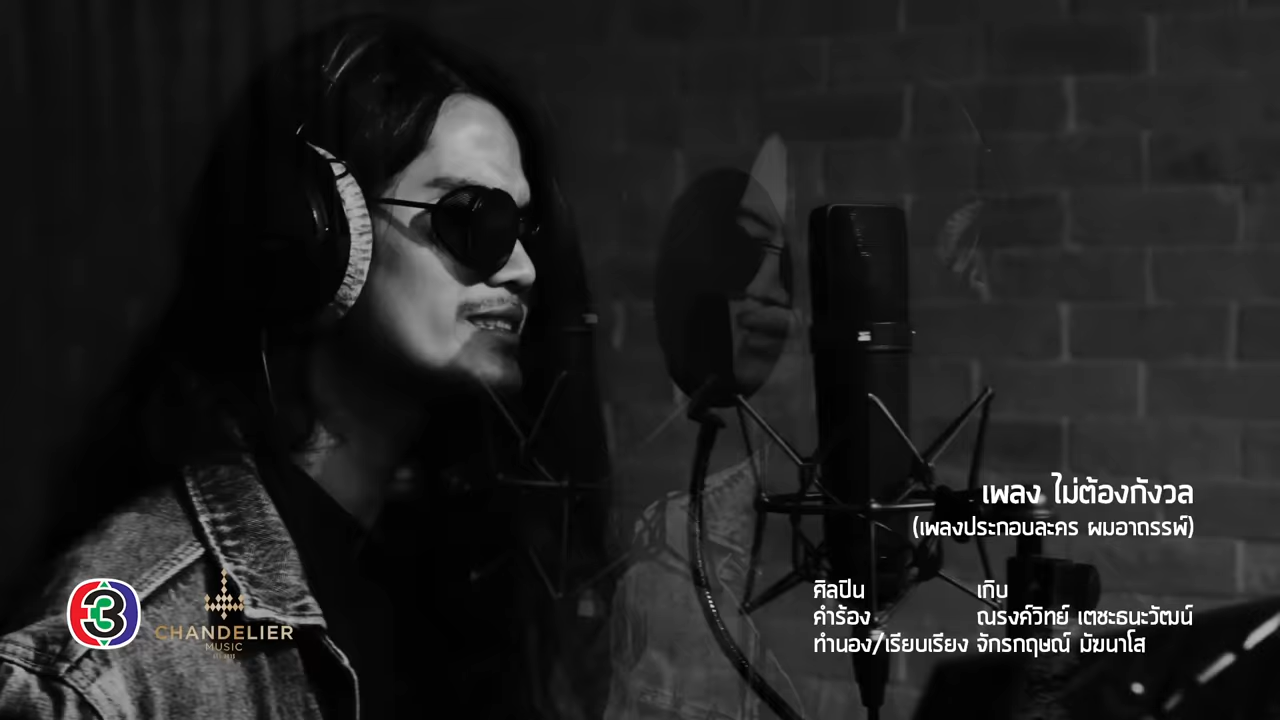 เพลง ไม่ต้องกังวล
(เพลงประกอบละคร ผมอาถรรพ์)
ศิลปิน เกิบ
คำร้อง ณรงค์วิทย์ เตชะธนะวัฒน์
ทำนอง/เรียบเรียง จักรกฤษณ์ มัฆนาโส
3
CHANDELIER
MUSIC